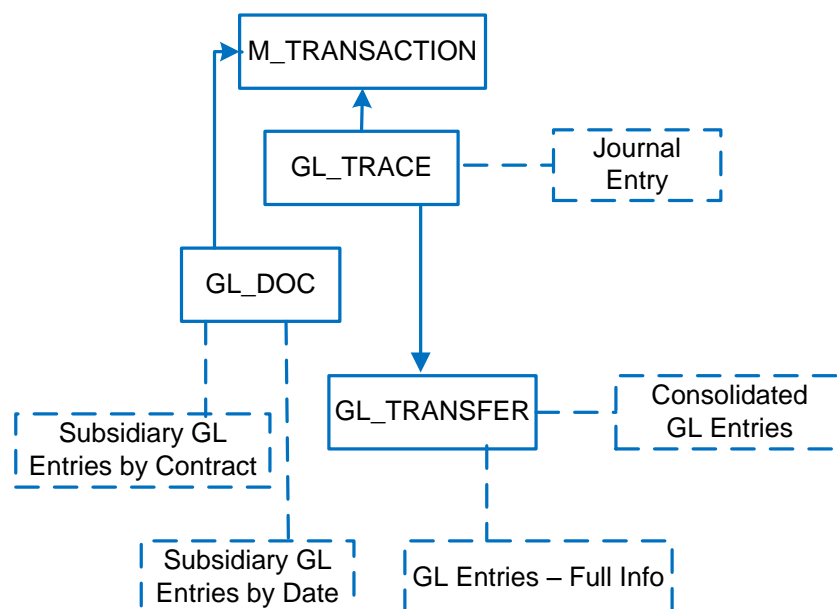 M_TRANSACTION
GL_TRACE
Journal
Entry
GL_DOC
GL_TRANSFER
Consolidated
GL Entries
Subsidiary GL
Entries by Contract
Subsidiary GL
Entries by Date
GL Entries – Full Info